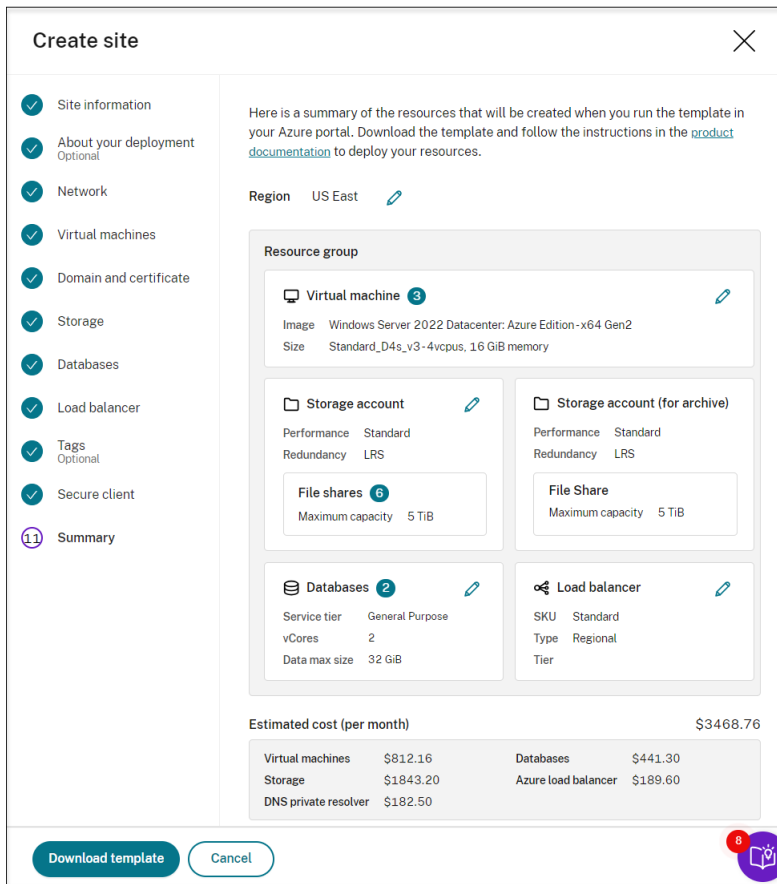 Create site
Site information
About your deployment
Optional
Network
Virtual machines
Domain and certificate
Storage
Databases
Load balancer
Tags
Optional
Secure client
11 Summary
Here is a summary of the resources that will be created when you run the template in
your Azure portal. Download the template and follow the instructions in the product
documentation to deploy your resources.
Region US East
Resource group
Virtual machine 3
Image Windows Server 2022 Datacenter: Azure Edition-x64 Gen2
Size Standard_D4s_v3-4vcpus, 16 GiB memory
Storage account
Performance Standard
Redundancy LRS
File shares 6
Maximum capacity 5 TiB
Storage account (for archive)
Performance Standard
Redundancy LRS
File Share
Maximum capacity 5 TiB
Databases 2
Service tier General Purpose
vCores 2
Data max size 32 GiB
Load balancer
SKU Standard
Type Regional
Tier
Estimated cost (per month) $3468.76
Virtual machines $812.16 Databases $441.30
Storage $1843.20 Azure load balancer $189.60
DNS private resolver $182.50
Download template Cancel
8